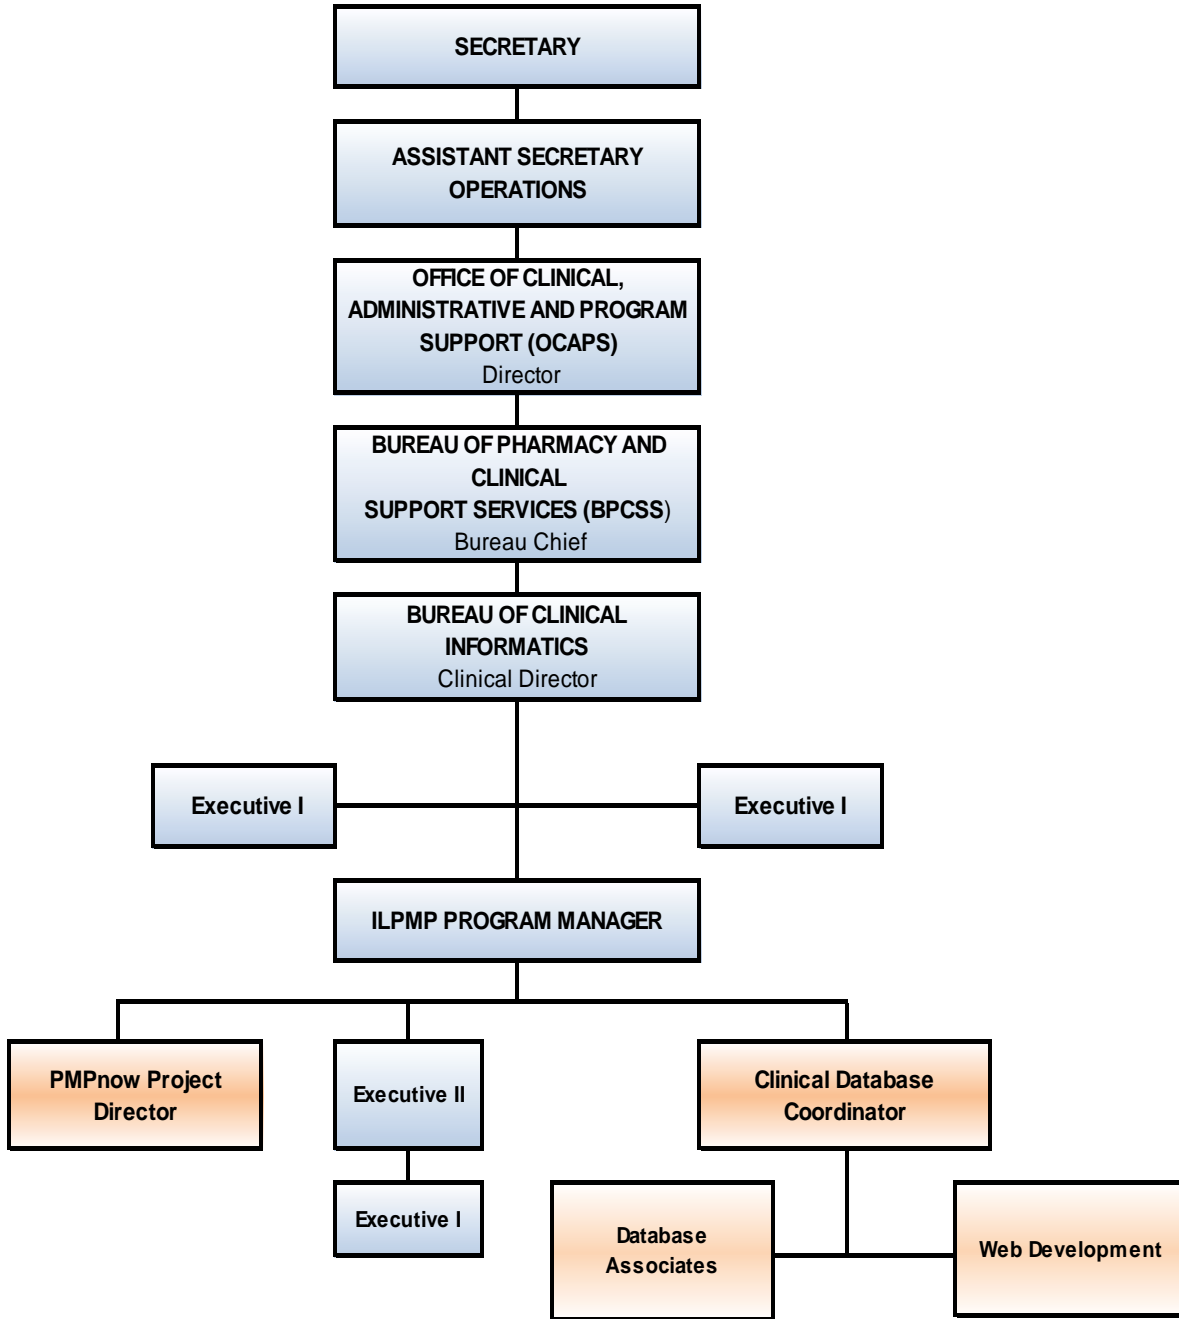 SECRETARY
ASSISTANT SECRETARY
OPERATIONS
OFFICE OF CLINICAL,
ADMINISTRATIVE AND PROGRAM
SUPPORT (OCAPS)
Director
BUREAU OF PHARMACY AND
CLINICAL
SUPPORT SERVICES (BPCSS)
Bureau Chief
BUREAU OF CLINICAL
INFORMATICS
Clinical Director
Executive I
Executive I
ILPMP PROGRAM MANAGER
PMPnow Project
Director
Executive II
Clinical Database
Coordinator
Executive I
Database
Associates
Web Development